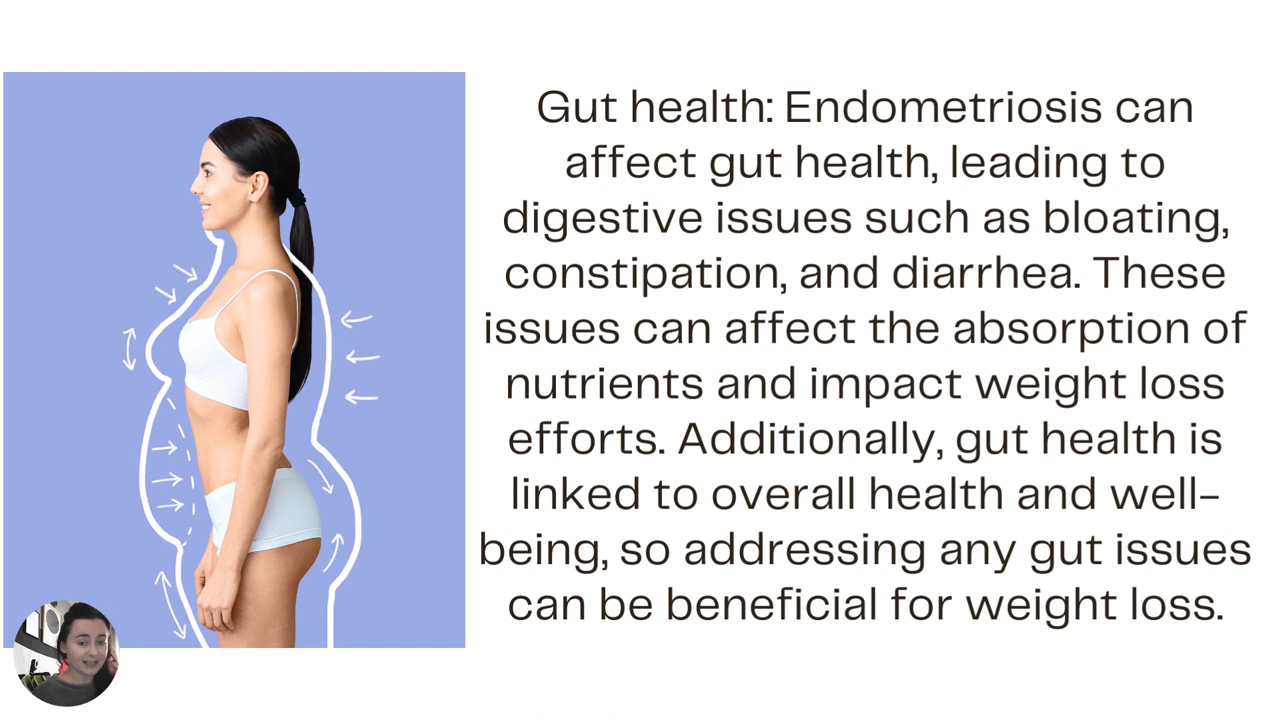 Gut health: Endometriosis can
affect gut health, leading to
digestive issues such as bloating,
constipation, and diarrhea. These
issues can affect the absorption of
nutrients and impact weight loss
efforts. Additionally, gut health is
linked to overall health and well-
being, so addressing any gut issues
can be beneficial for weight loss.